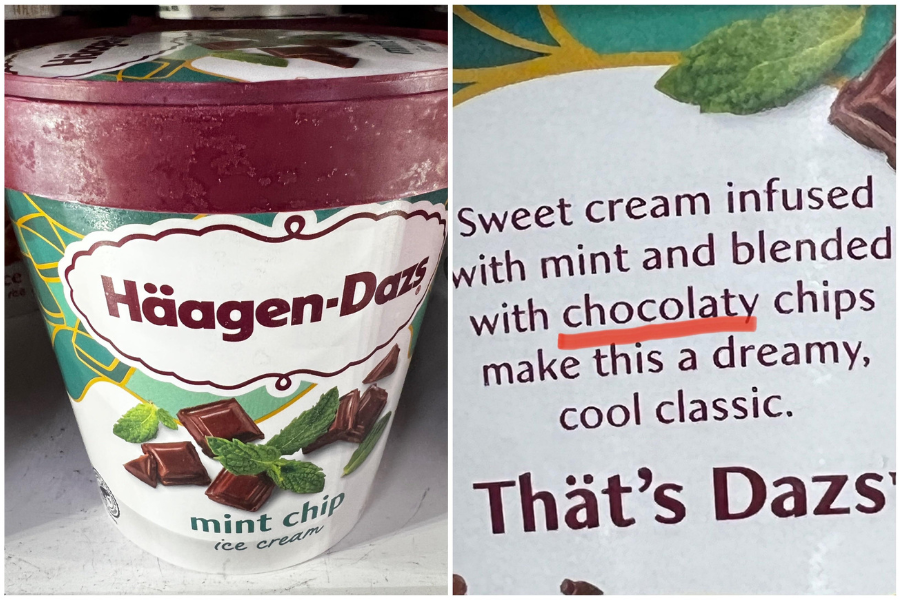 Häagen-Dazs
mint chip
ice cream
Sweet cream infused
with mint and blended
with chocolaty chips
make this a dreamy,
cool classic.
Thät's Dazs